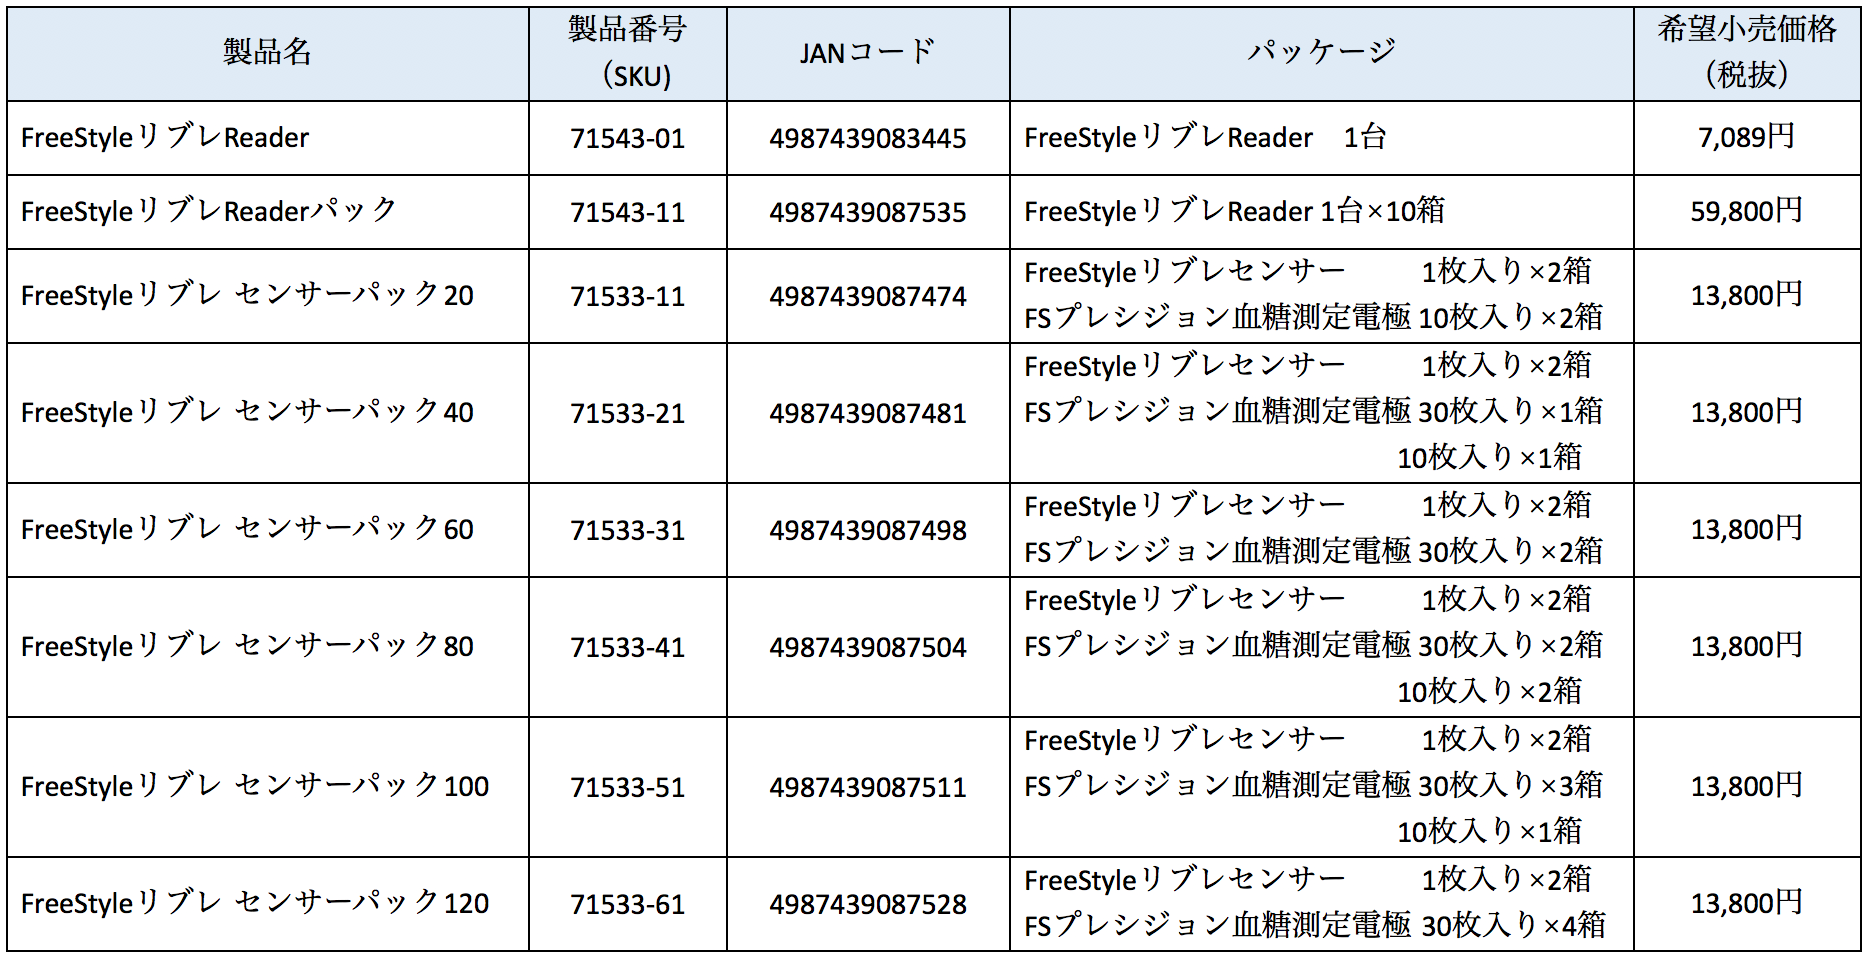 製品名
製品番号
（SKU）
JANコード
パッケージ
希望小売価格
（税抜）
FreeStyleリブレReader
71543-01
4987439083445
FreeStyleリブレReader　1台
7,089円
FreeStyleリブレReaderパック
71543-11
4987439087535
FreeStyleリブレReader 1台×10箱
59,800円
FreeStyleリブレ センサーパック20
71533-11
4987439087474
FreeStyleリブレセンサー 1枚入り×2箱
FSプレシジョン血糖測定電極 10枚入り×2箱
13,800円
FreeStyleリブレ センサーパック40
71533-21
4987439087481
FreeStyleリブレセンサー 1枚入り×2箱
FSプレシジョン血糖測定電極 30枚入り×1箱
10枚入り×1箱
13,800円
FreeStyleリブレ センサーパック60
71533-31
4987439087498
FreeStyleリブレセンサー 1枚入り×2箱
FSプレシジョン血糖測定電極 30枚入り×2箱
13,800円
FreeStyleリブレ センサーパック80
71533-41
4987439087504
FreeStyleリブレセンサー 1枚入り×2箱
FSプレシジョン血糖測定電極 30枚入り×2箱
10枚入り×2箱
13,800円
FreeStyleリブレ センサーパック100
71533-51
4987439087511
FreeStyleリブレセンサー 1枚入り×2箱
FSプレシジョン血糖測定電極 30枚入り×3箱
10枚入り×1箱
13,800円
FreeStyleリブレ センサーパック120
71533-61
4987439087528
FreeStyleリブレセンサー 1枚入り×2箱
FSプレシジョン血糖測定電極 30枚入り×4箱
13,800円